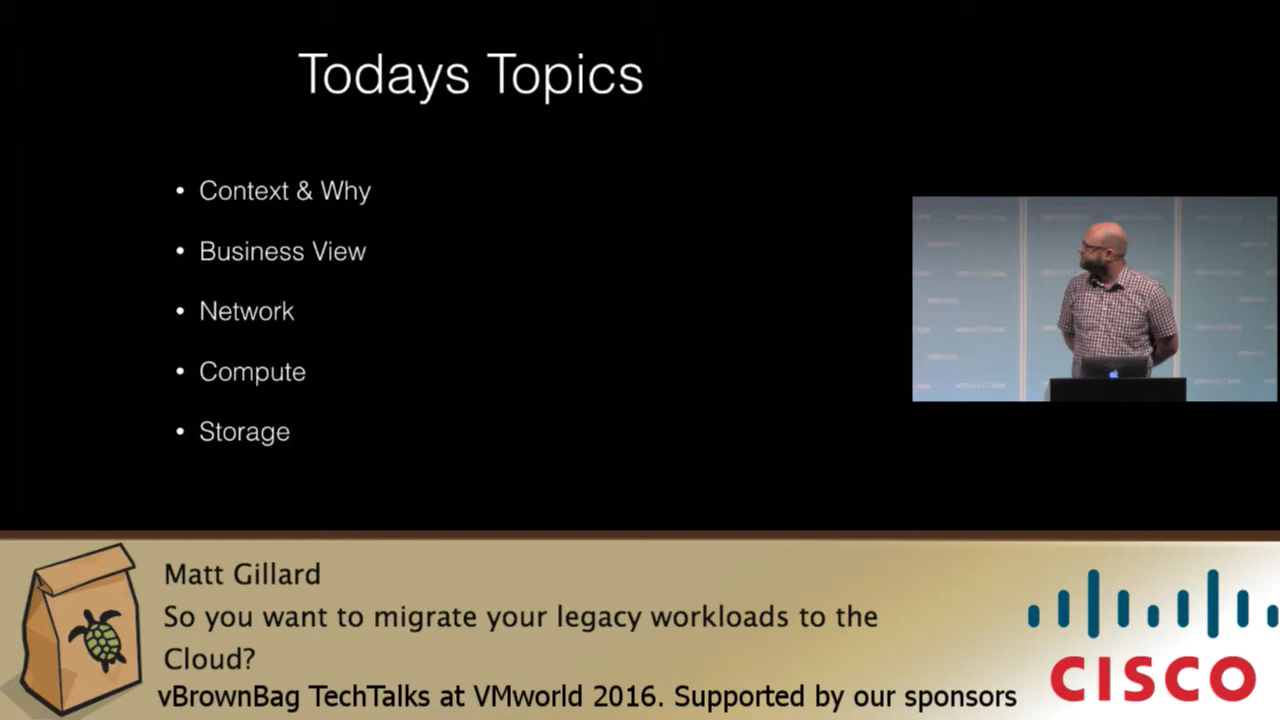 Todays Topics
• Context & Why
• Business View
• Network
• Compute
• Storage
Matt Gillard
So you want to migrate your legacy workloads to the
Cloud?
vBrownBag TechTalks at VMworld 2016. Supported by our sponsors
CISCO